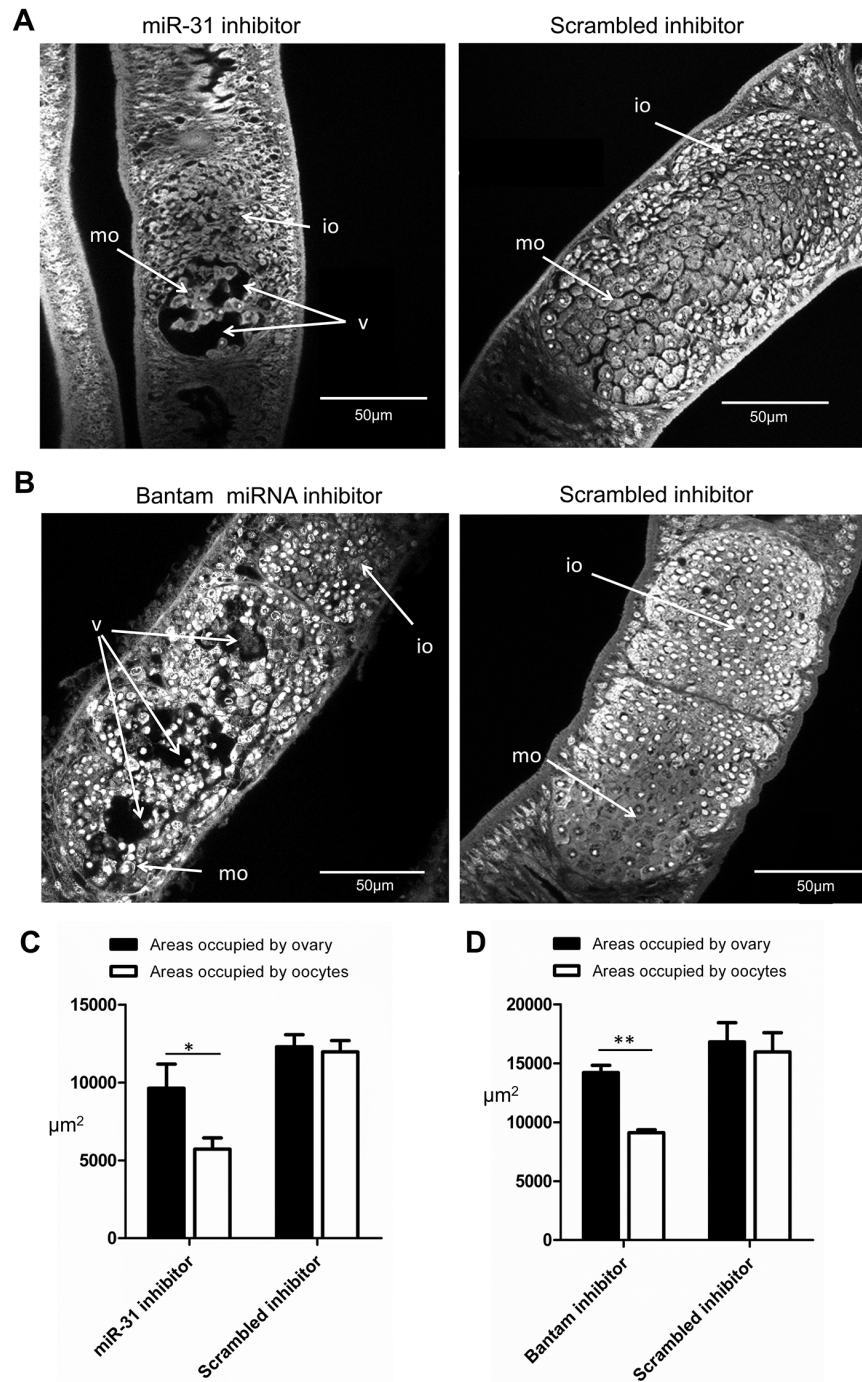 A
miR-31 inhibitor
Scrambled inhibitor
io
mo
io
mo
v
50µm
50µm
B
Bantam miRNA inhibitor
Scrambled inhibitor
io
v
io
mo
mo
50µm
50µm
C
Areas occupied by ovary
Areas occupied by oocytes
15000
10000
5000
0
µm²
*
miR-31 inhibitor
Scrambled inhibitor
D
Areas occupied by ovary
Areas occupied by oocytes
20000
15000
10000
5000
0
µm²
**
Bantam inhibitor
Scrambled inhibitor